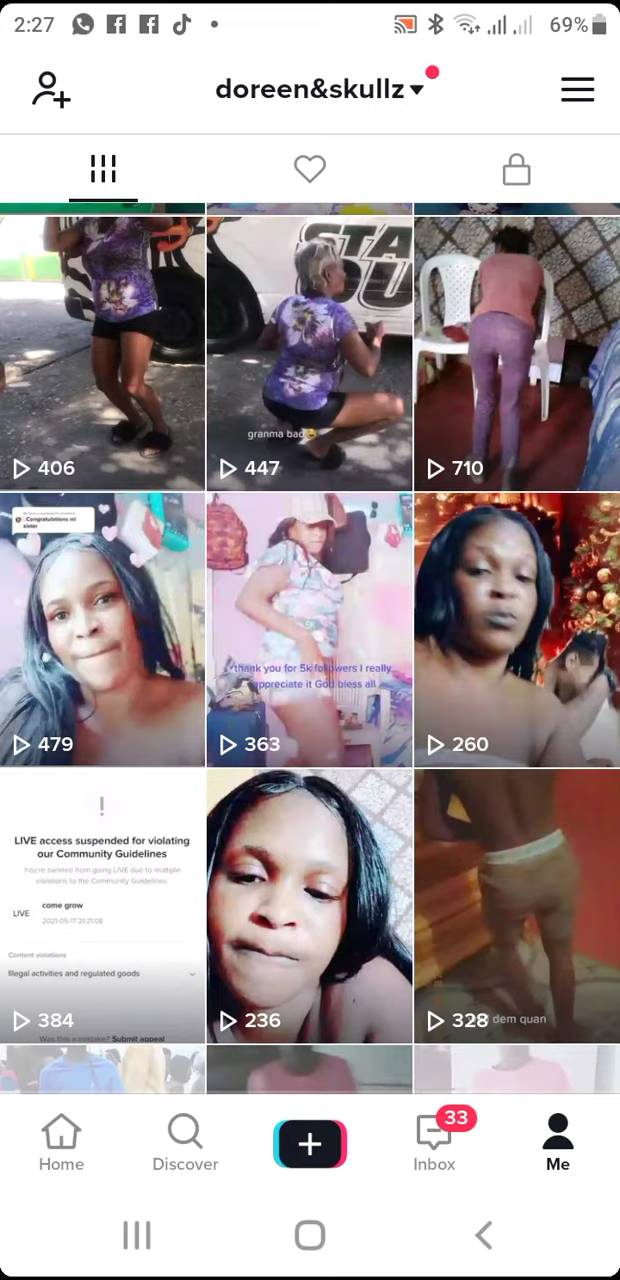 2:27
69%
doreen&skullz
STA
DU
granma bad😂
406
447
710
Congratulations mi
sister
thank you for 5k followers I really
appreciate it God bless all
479
363
260
!
LIVE access suspended for violating
our Community Guidelines
You're banned from going LIVE due to multiple
violations to the Community Guidelines.
LIVE
come grow
2021-05-17 21:21:08
Content violations
Illegal activities and regulated goods
Was this a mistake? Submit appeal
dem quan
384
236
328
33
Home
Discover
Inbox
Me